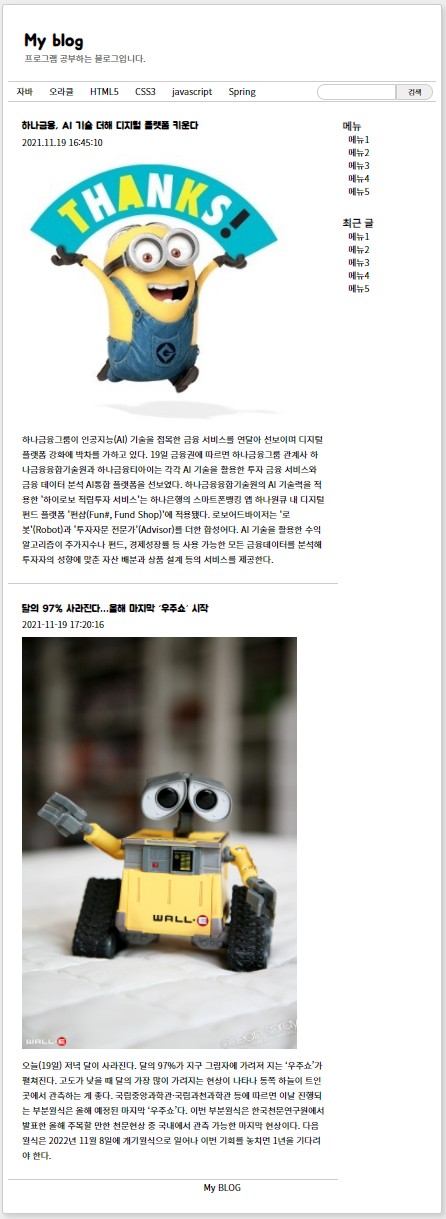 My blog
프로그램 공부하는 블로그입니다.
자바 오라클 HTML5 CSS3 javascript Spring 검색
하나금융, AI 기술 더해 디지털 플랫폼 키운다
2021.11.19 16:45:10
THANKS!
하나금융그룹이 인공지능(AI) 기술을 접목한 금융 서비스를 연달아 선보이며 디지털
플랫폼 강화에 박차를 가하고 있다. 19일 금융권에 따르면 하나금융그룹 관계사 하
나금융융합기술원과 하나금융티아이는 각각 AI 기술을 활용한 투자 금융 서비스와
금융 데이터 분석 AI통합 플랫폼을 선보였다. 하나금융융합기술원의 AI 기술력을 적
용한 '하이로보 적립투자 서비스'는 하나은행의 스마트폰뱅킹 앱 하나원큐 내 디지털
펀드 플랫폼 '펀샵(Fun#, Fund Shop)'에 적용됐다. 로보어드바이저는 '로
봇'(Robot)과 '투자자문 전문가'(Advisor)를 더한 합성어다. AI 기술을 활용한 수익
알고리즘이 주가지수나 펀드, 경제성장률 등 사용 가능한 모든 금융데이터를 분석해
투자자의 성향에 맞춘 자산 배분과 상품 설계 등의 서비스를 제공한다.
달의 97% 사라진다…올해 마지막 ‘우주쇼’ 시작
2021-11-19 17:20:16
WALL·E
WALL·E
오늘(19일) 저녁 달이 사라진다. 달의 97%가 지구 그림자에 가려져 지는 ‘우주쇼’가
펼쳐진다. 고도가 낮을 때 달의 가장 많이 가려지는 현상이 나타나 동쪽 하늘이 트인
곳에서 관측하는 게 좋다. 국립중앙과학관·국립과천과학관 등에 따르면 이날 진행되
는 부분월식은 올해 예정된 마지막 ‘우주쇼’다. 이번 부분월식은 한국천문연구원에서
발표한 올해 주목할 만한 천문현상 중 국내에서 관측 가능한 마지막 현상이다. 다음
월식은 2022년 11월 8일에 개기월식으로 일어나 이번 기회를 놓치면 1년을 기다려
야 한다.
메뉴
메뉴1
메뉴2
메뉴3
메뉴4
메뉴5
최근 글
메뉴1
메뉴2
메뉴3
메뉴4
메뉴5
My BLOG